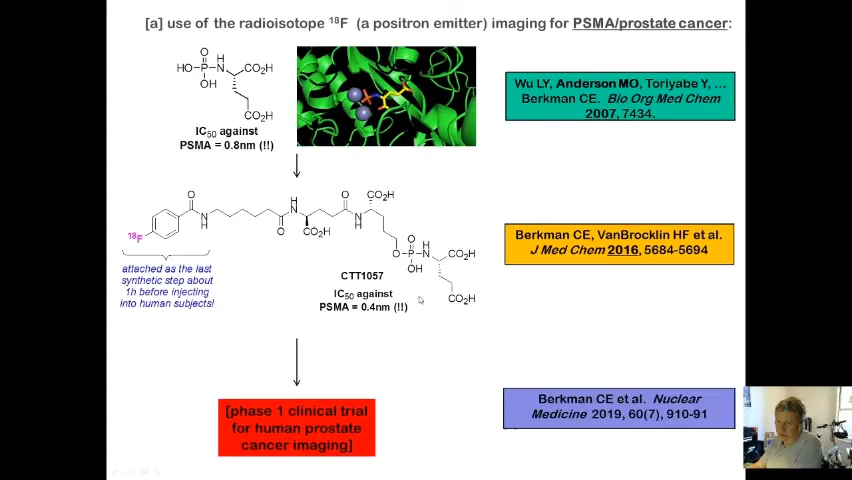 [a] use of the radioisotope 18F (a positron emitter) imaging for PSMA/prostate cancer:
HO
O
P
OH
H
N
CO2H
CO2H
IC50 against
PSMA = 0.8nm (!!)
Wu LY, Anderson MO, Toriyabe Y, …
Berkman CE. Bio Org Med Chem
2007, 7434.
18F
O
N
H
O
H
N
CO2H
O
N
H
CO2H
O
O
P
OH
H
N
CO2H
CO2H
attached as the last
synthetic step about
1h before injecting
into human subjects!
CTT1057
IC50 against
PSMA = 0.4nm (!!)
Berkman CE, VanBrocklin HF et al.
J Med Chem 2016, 5684-5694
[phase 1 clinical trial
for human prostate
cancer imaging]
Berkman CE et al. Nuclear
Medicine 2019, 60(7), 910-91